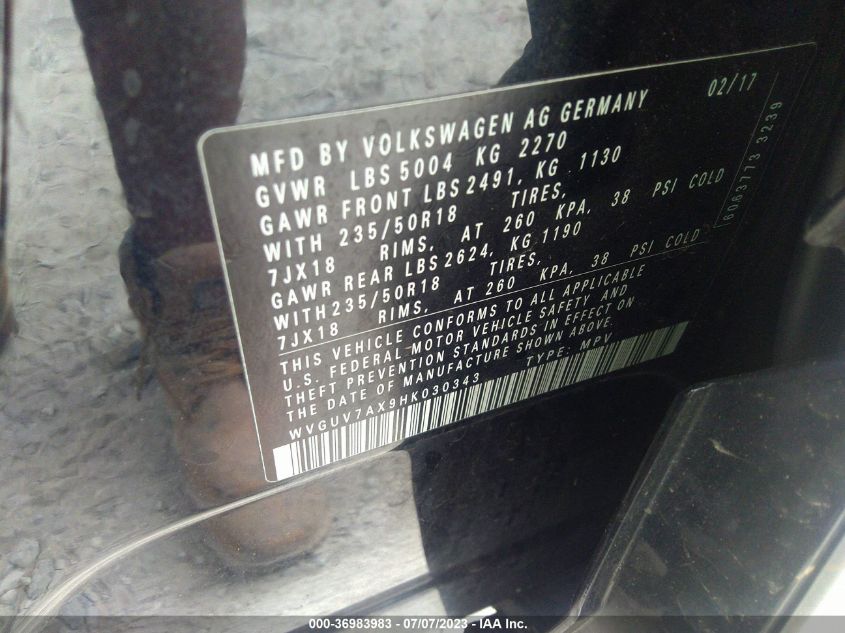 MFD BY VOLKSWAGEN AG GERMANY 02/17
GVWR LBS 5004 KG 2270
GAWR FRONT LBS 2491, KG 1130
WITH 235/50R18 TIRES,
7JX18 RIMS, AT 260 KPA, 38 PSI COLD
GAWR REAR LBS 2624, KG 1190
WITH 235/50R18 TIRES,
7JX18 RIMS, AT 260 KPA, 38 PSI COLD
THIS VEHICLE CONFORMS TO ALL APPLICABLE
U.S. FEDERAL MOTOR VEHICLE SAFETY AND
THEFT PREVENTION STANDARDS IN EFFECT ON
THE DATE OF MANUFACTURE SHOWN ABOVE.
WVGUV7AX9HK030343 TYPE: MPV
6063773 3239
000-36983983 - 07/07/2023 - IAA Inc.